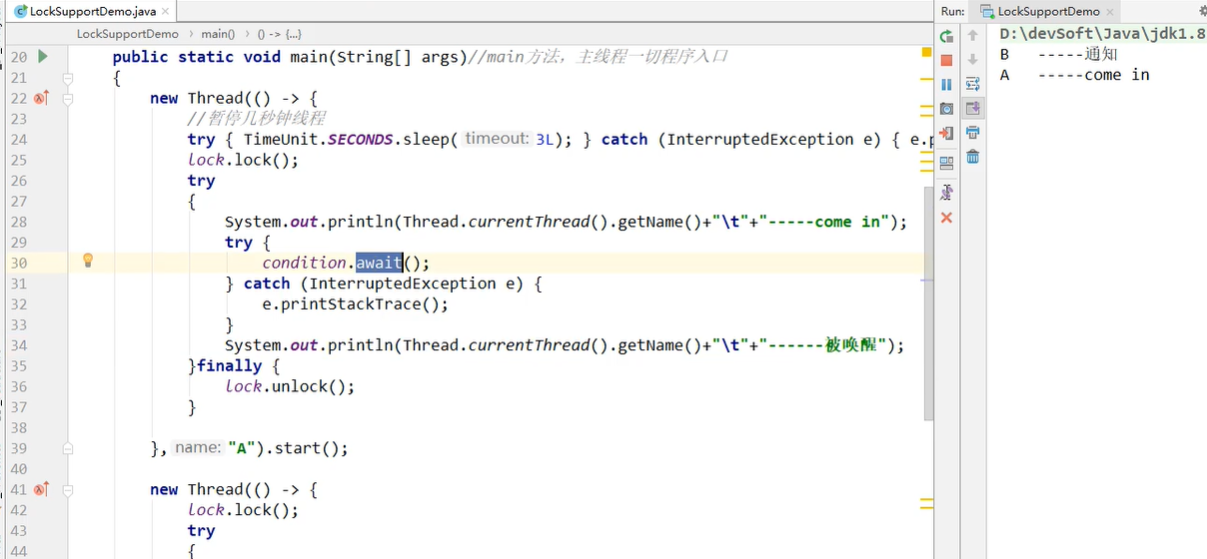 LockSupportDemo.java ×
LockSupportDemo > main() > () -> {...}
20 public static void main(String[] args)//main方法，主线程一切程序入口
21 {
22 new Thread(() -> {
23 //暂停几秒钟线程
24 try { TimeUnit.SECONDS.sleep( timeout: 3L); } catch (InterruptedException e) { e.p
25 lock.lock();
26 try
27 {
28 System.out.println(Thread.currentThread().getName()+"\t"+"-----come in");
29 try {
30 condition.await();
31 } catch (InterruptedException e) {
32 e.printStackTrace();
33 }
34 System.out.println(Thread.currentThread().getName()+"\t"+"------被唤醒");
35 }finally {
36 lock.unlock();
37 }
38
39 }, name: "A").start();
40
41 new Thread(() -> {
42 lock.lock();
43 try
44 {
Run: LockSupportDemo ×
D:\devSoft\Java\jdk1.8
B -----通知
A -----come in